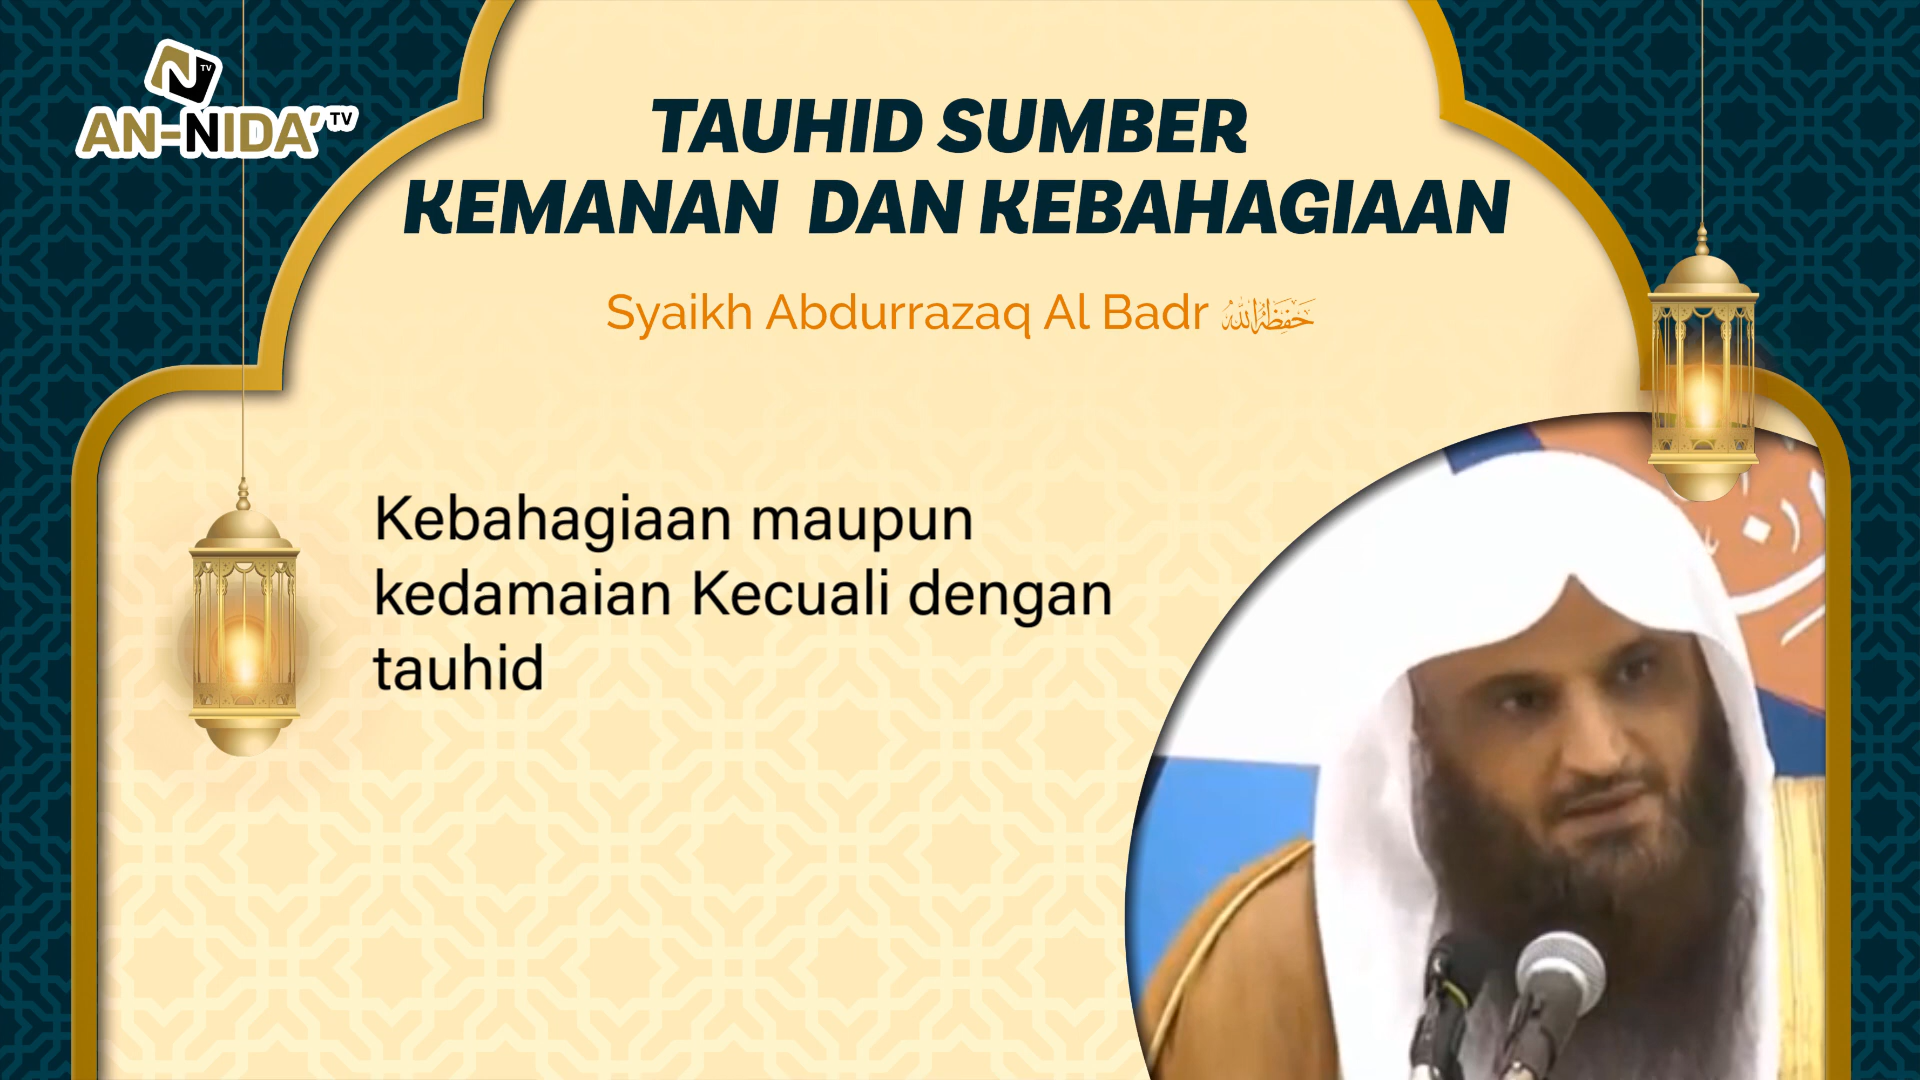 N TV
AN-NIDA' TV
TAUHID SUMBER
KEMANAN DAN KEBAHAGIAAN
Syaikh Abdurrazaq Al Badr حفظه الله
Kebahagiaan maupun
kedamaian Kecuali dengan
tauhid